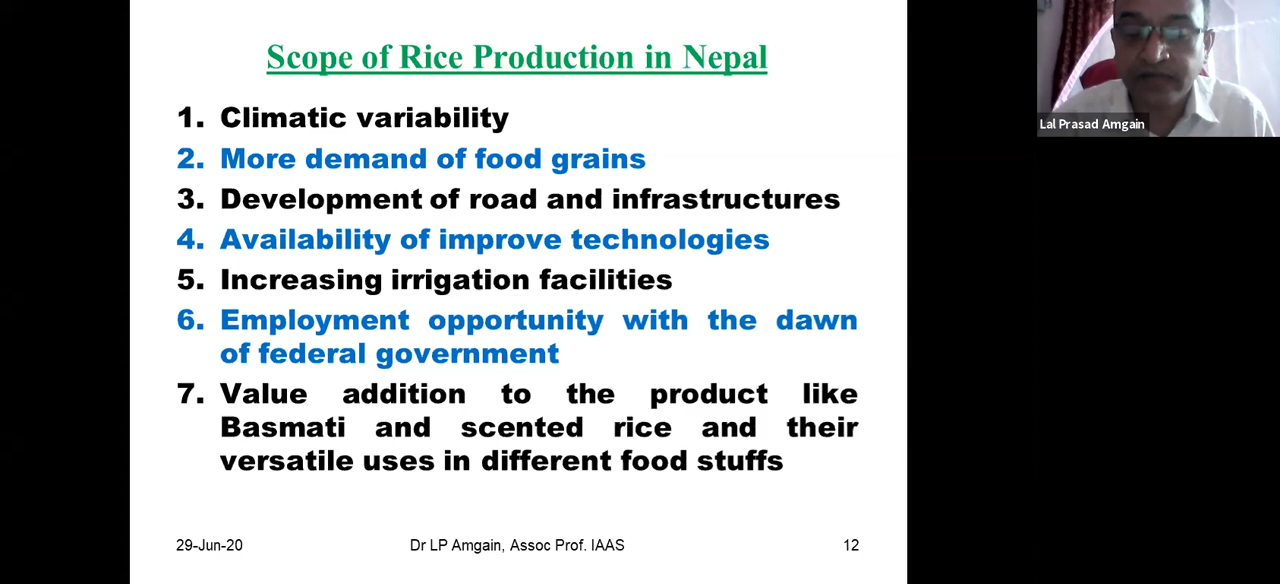 Scope of Rice Production in Nepal
1. Climatic variability
2. More demand of food grains
3. Development of road and infrastructures
4. Availability of improve technologies
5. Increasing irrigation facilities
6. Employment opportunity with the dawn
of federal government
7. Value addition to the product like
Basmati and scented rice and their
versatile uses in different food stuffs
29-Jun-20 Dr LP Amgain, Assoc Prof. IAAS 12
Lal Prasad Amgain